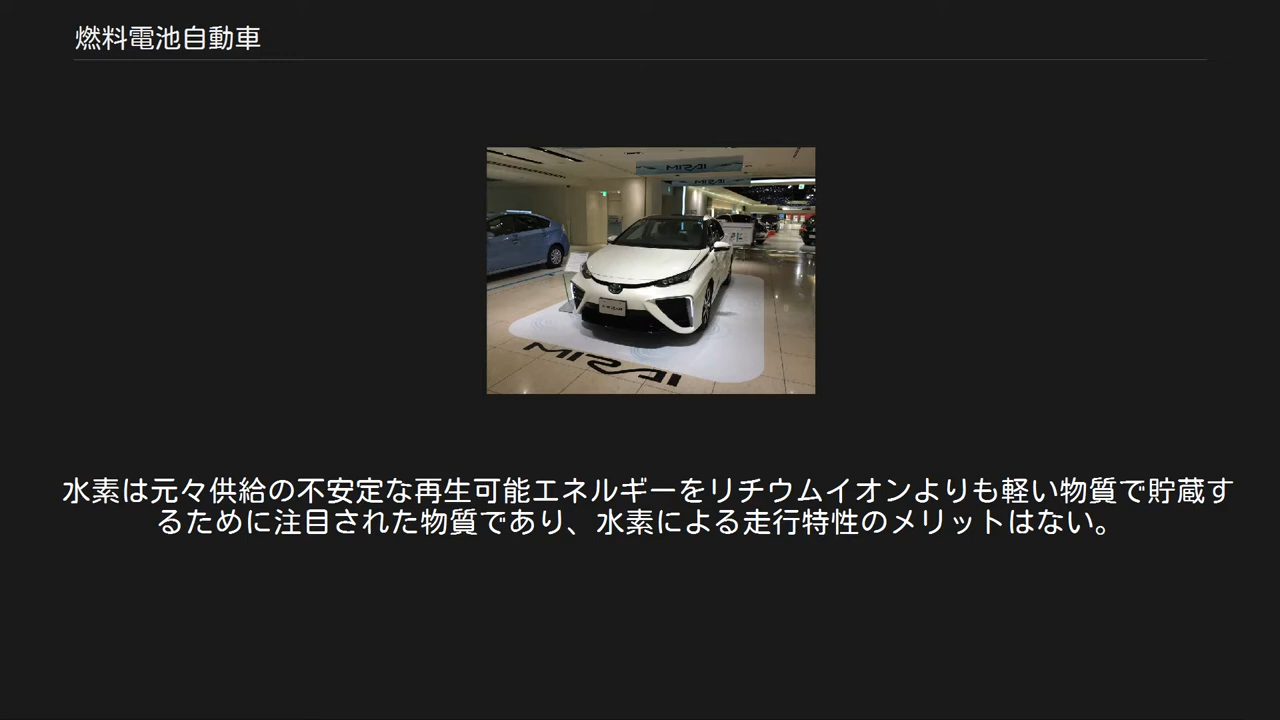 燃料電池自動車
MIRAI
MIRAI
MIRAI
MIRAI
水素は元々供給の不安定な再生可能エネルギーをリチウムイオンよりも軽い物質で貯蔵す
るために注目された物質であり、水素による走行特性のメリットはない。